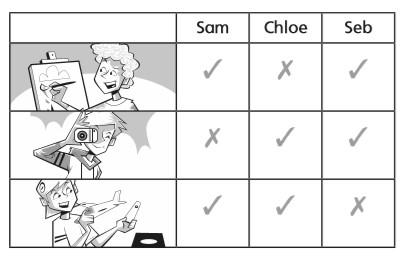 Sam Chloe Seb
✓ ✗ ✓
✗ ✓ ✓
✓ ✓ ✗